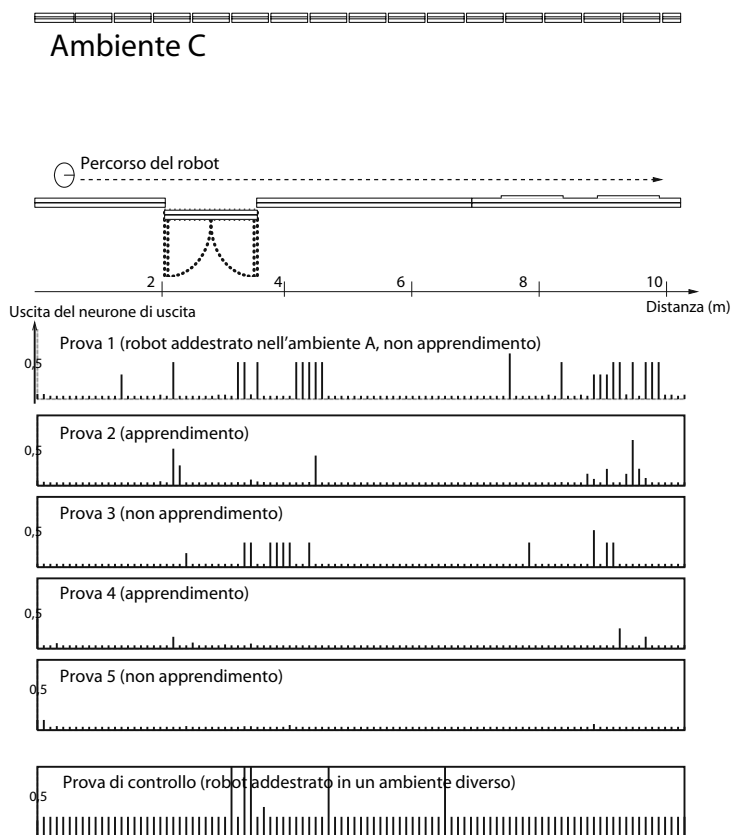 Ambiente C
Percorso del robot
2 4 6 8 10
Distanza (m)
Uscita del neurone di uscita
Prova 1 (robot addestrato nell’ambiente A, non apprendimento)
0,5
Prova 2 (apprendimento)
0,5
Prova 3 (non apprendimento)
0,5
Prova 4 (apprendimento)
0,5
Prova 5 (non apprendimento)
0,5
Prova di controllo (robot addestrato in un ambiente diverso)
0,5